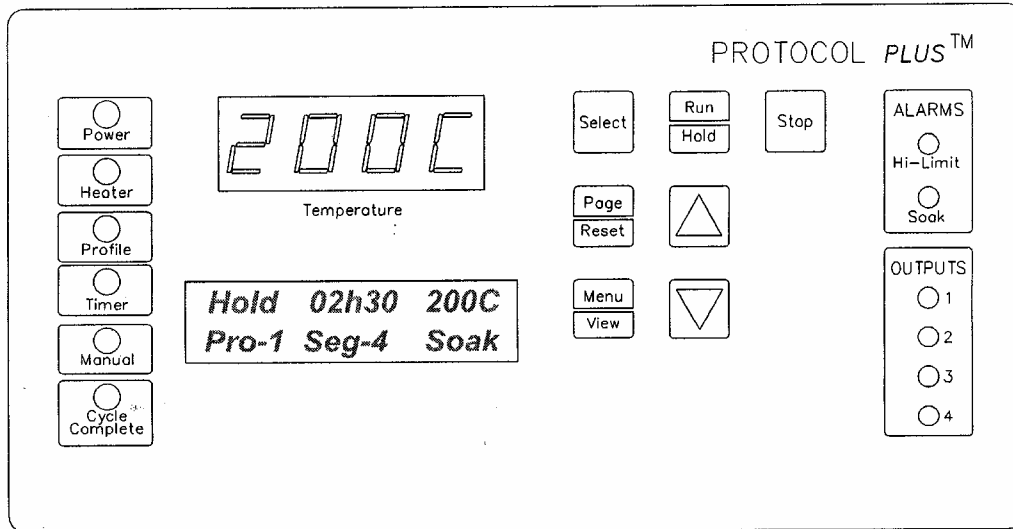 PROTOCOL PLUS™
Power
Heater
Profile
Timer
Manual
Cycle
Complete
200C
Temperature
Hold 02h30 200C
Pro-1 Seg-4 Soak
Select
Run
Hold
Stop
Page
Reset
Menu
View
ALARMS
Hi-Limit
Soak
OUTPUTS
1
2
3
4